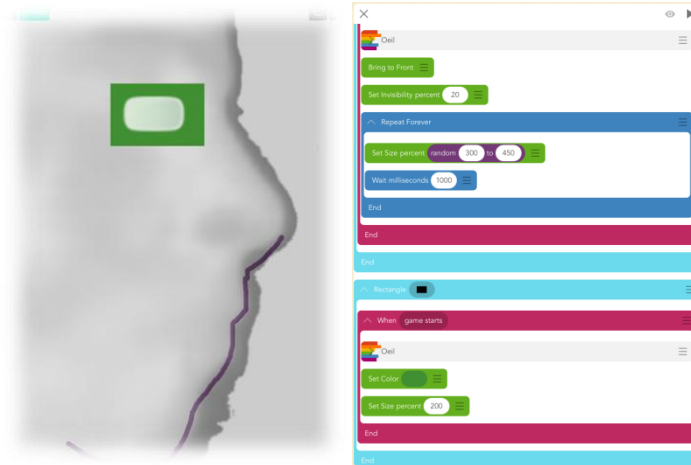 Oeil
Bring to Front
Set Invisibility percent 20
Repeat Forever
Set Size percent random 300 to 450
Wait milliseconds 1000
End
End
End
Rectangle
When game starts
Oeil
Set Color
Set Size percent 200
End
End